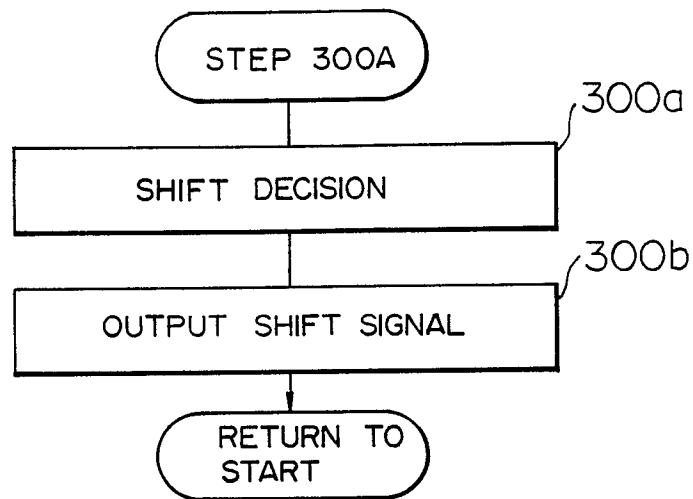 STEP 300A
300a
SHIFT DECISION
300b
OUTPUT SHIFT SIGNAL
RETURN TO
START